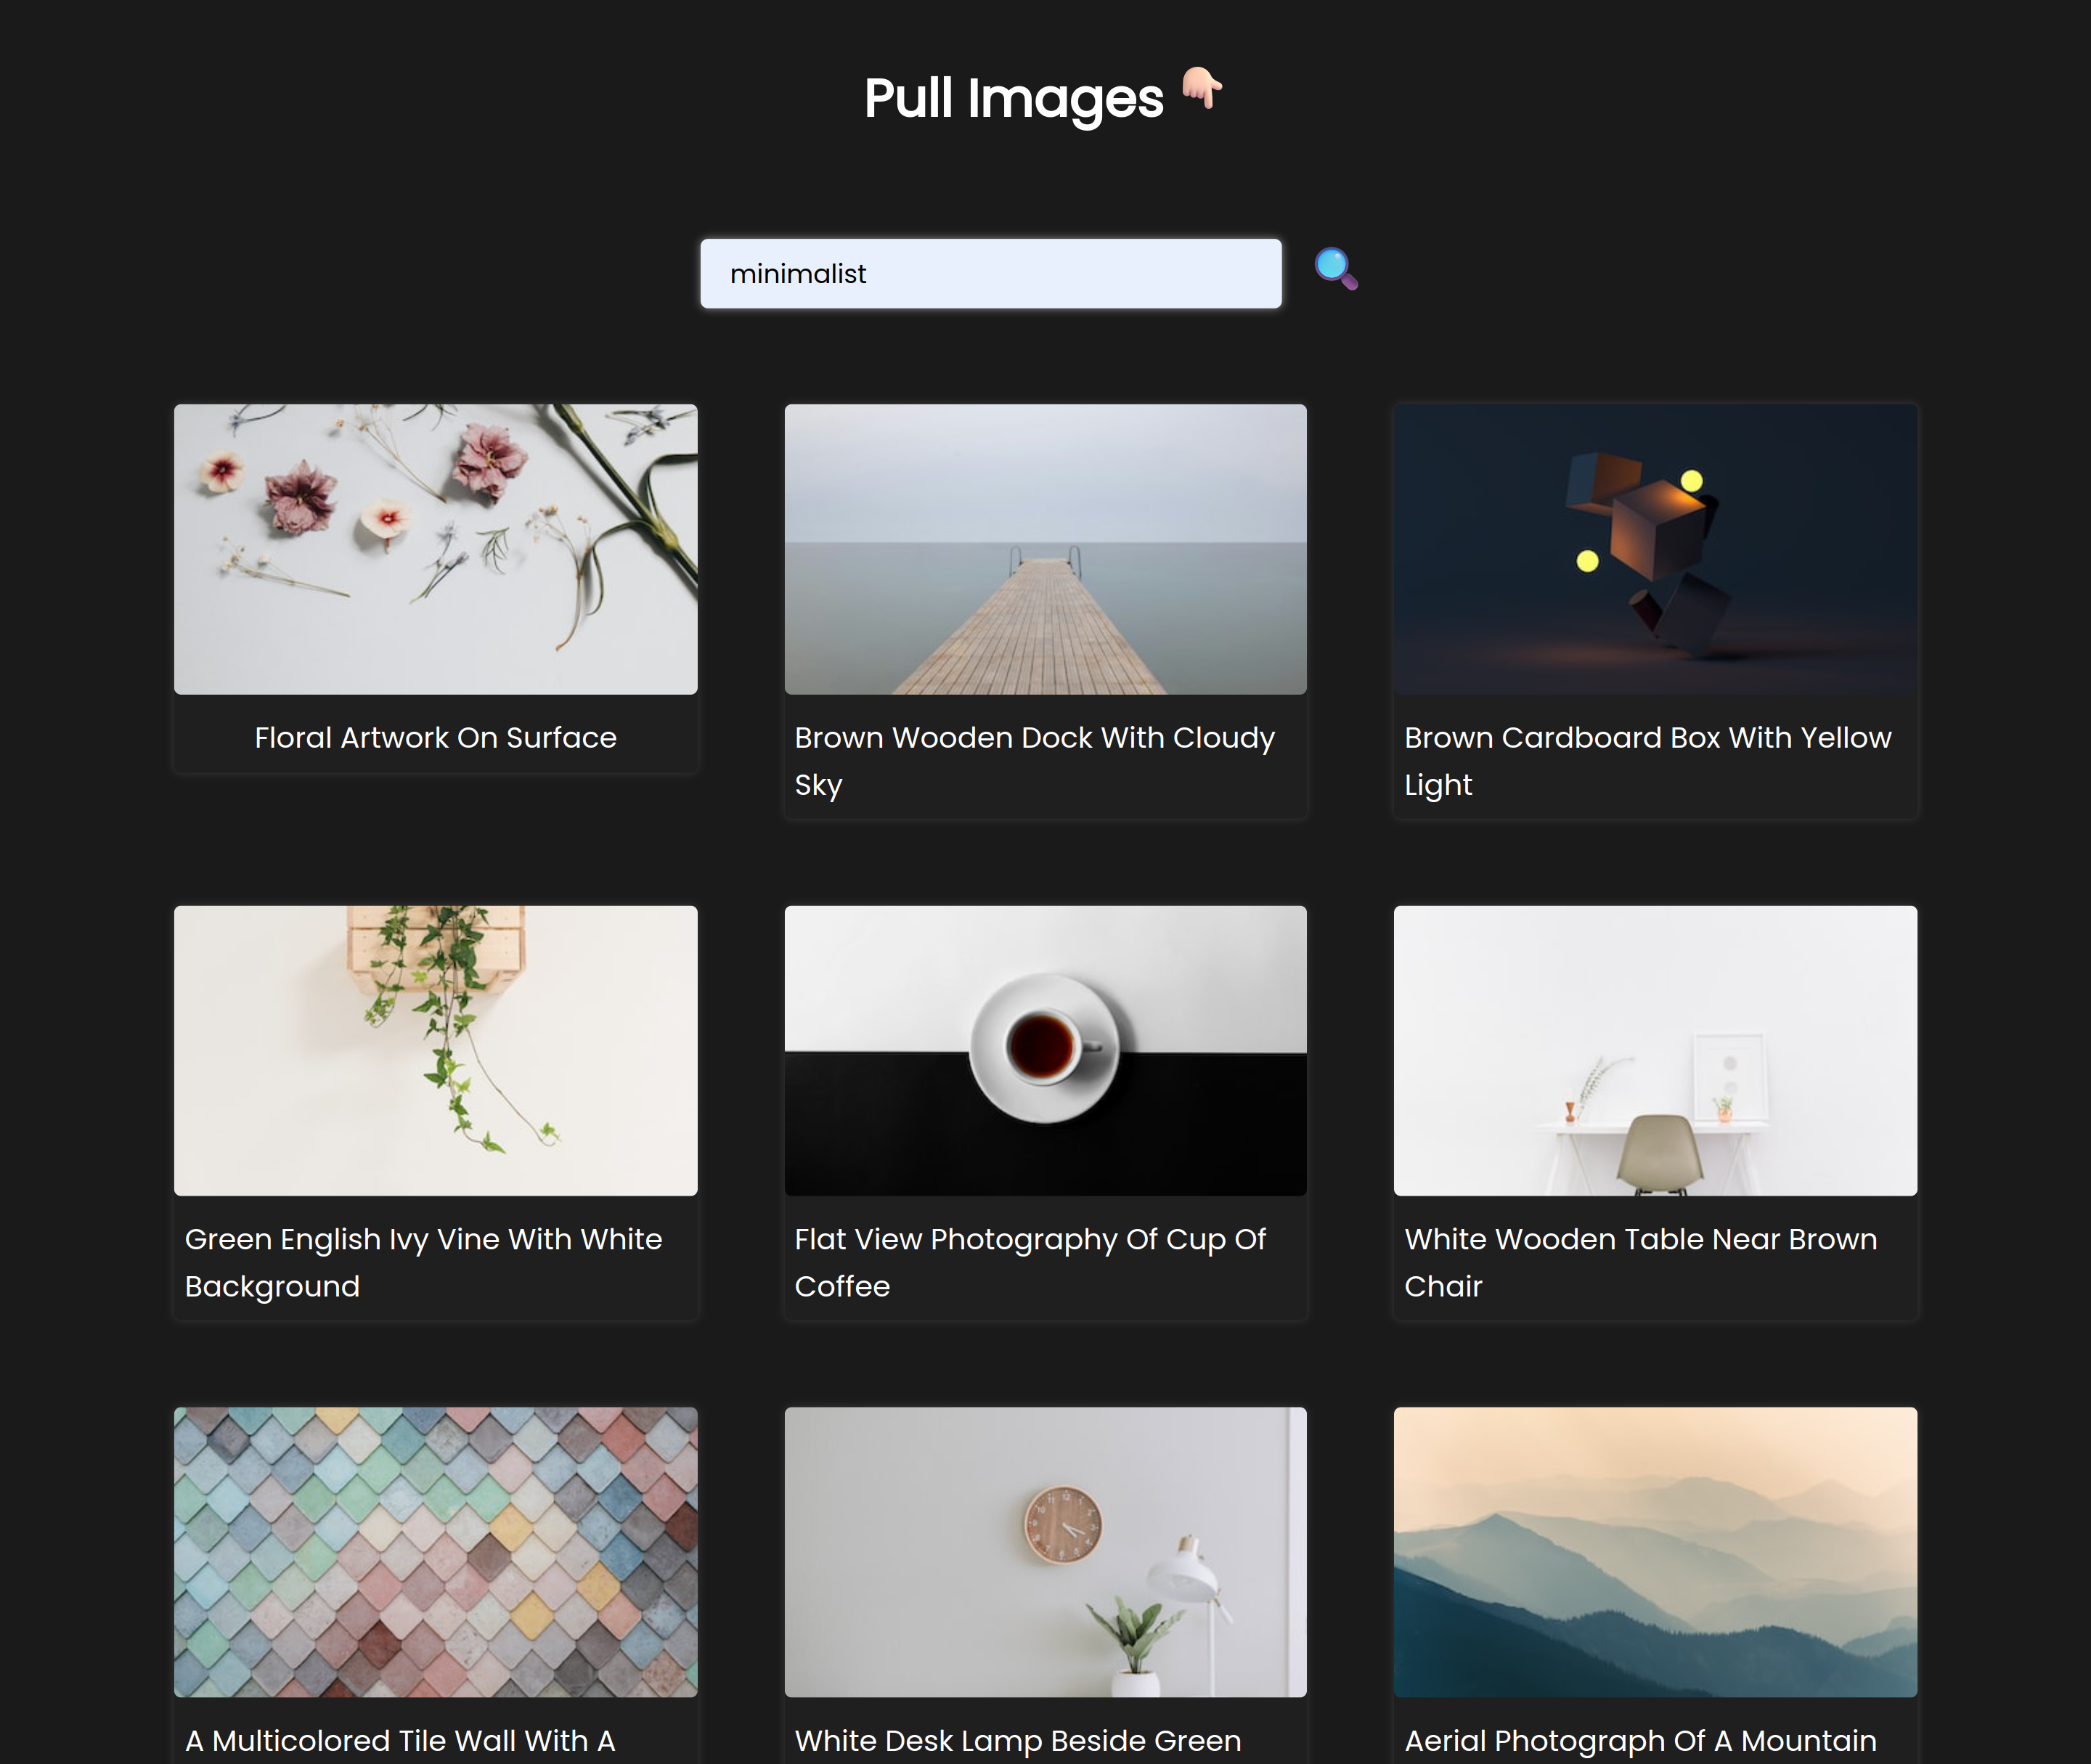 Pull Images 👇
minimalist
Floral Artwork On Surface
Brown Wooden Dock With Cloudy
Sky
Brown Cardboard Box With Yellow
Light
Green English Ivy Vine With White
Background
Flat View Photography Of Cup Of
Coffee
White Wooden Table Near Brown
Chair
A Multicolored Tile Wall With A
White Desk Lamp Beside Green
Aerial Photograph Of A Mountain